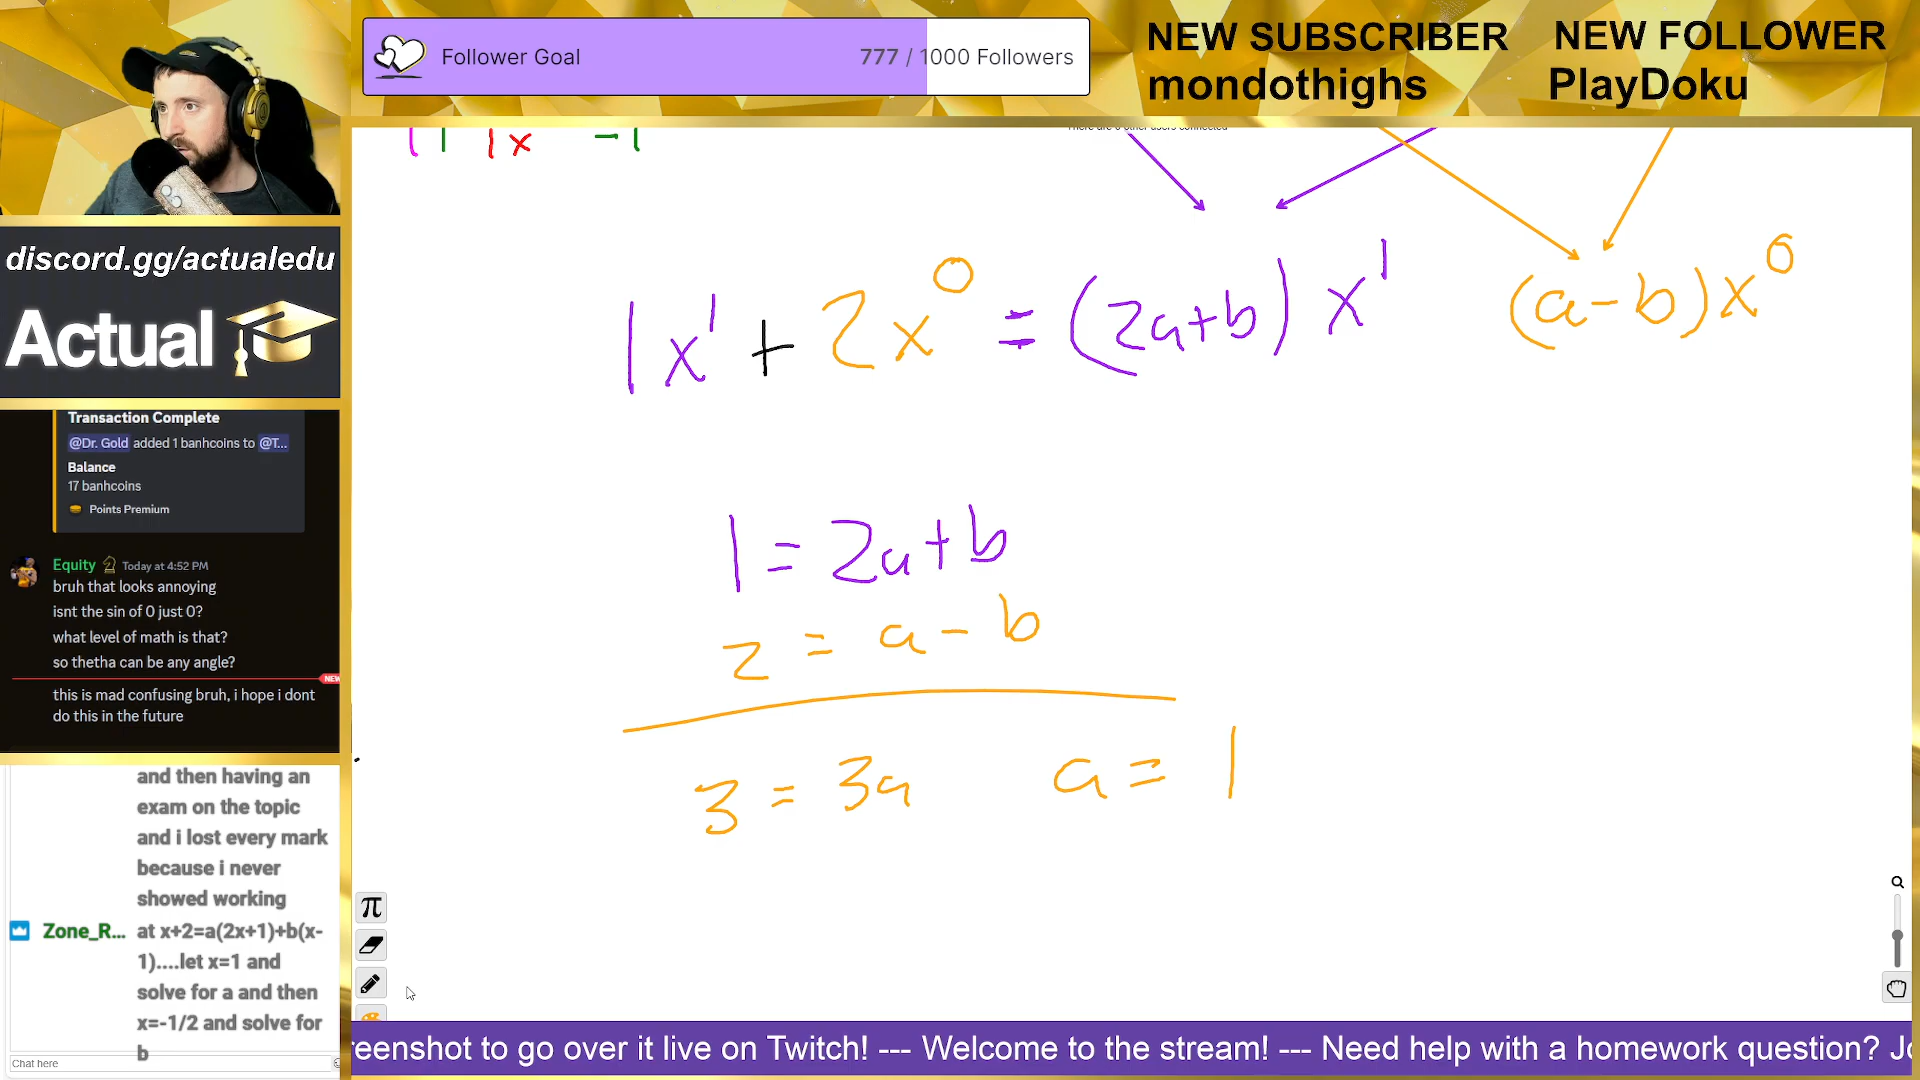 Follower Goal
777 / 1000 Followers
NEW SUBSCRIBER
mondothighs
NEW FOLLOWER
PlayDoku
1x -1
discord.gg/actualedu
Actual
1x¹ + 2x⁰ = (2a+b) x¹ (a-b)x⁰
1 = 2a+b
2 = a - b
3 = 3a a = 1
Transaction Complete
@Dr. Gold added 1 banhcoins to @T...
Balance
17 banhcoins
Points Premium
Equity Today at 4:52 PM
bruh that looks annoying
isnt the sin of 0 just 0?
what level of math is that?
so thetha can be any angle?
NEW
this is mad confusing bruh, i hope i dont
do this in the future
and then having an
exam on the topic
and i lost every mark
because i never
showed working
Zone_R... at x+2=a(2x+1)+b(x-
1)....let x=1 and
solve for a and then
x=-1/2 and solve for
b
Chat here
π
reenshot to go over it live on Twitch! --- Welcome to the stream! --- Need help with a homework question? Jo